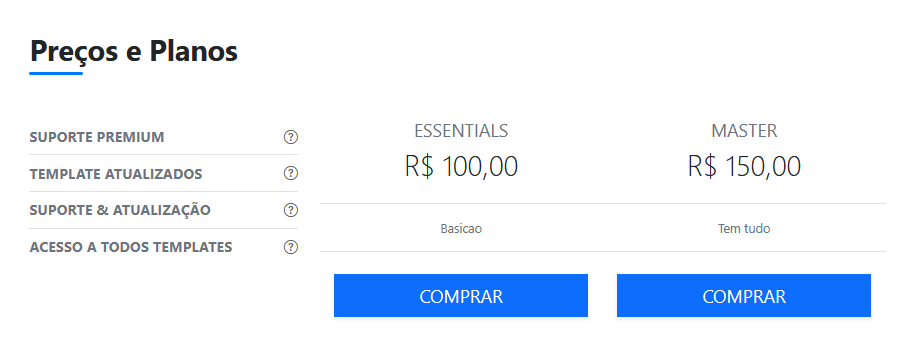 Preços e Planos
SUPORTE PREMIUM ?
TEMPLATE ATUALIZADOS ?
SUPORTE & ATUALIZAÇÃO ?
ACESSO A TODOS TEMPLATES ?
ESSENTIALS
R$ 100,00
Basicao
COMPRAR
MASTER
R$ 150,00
Tem tudo
COMPRAR